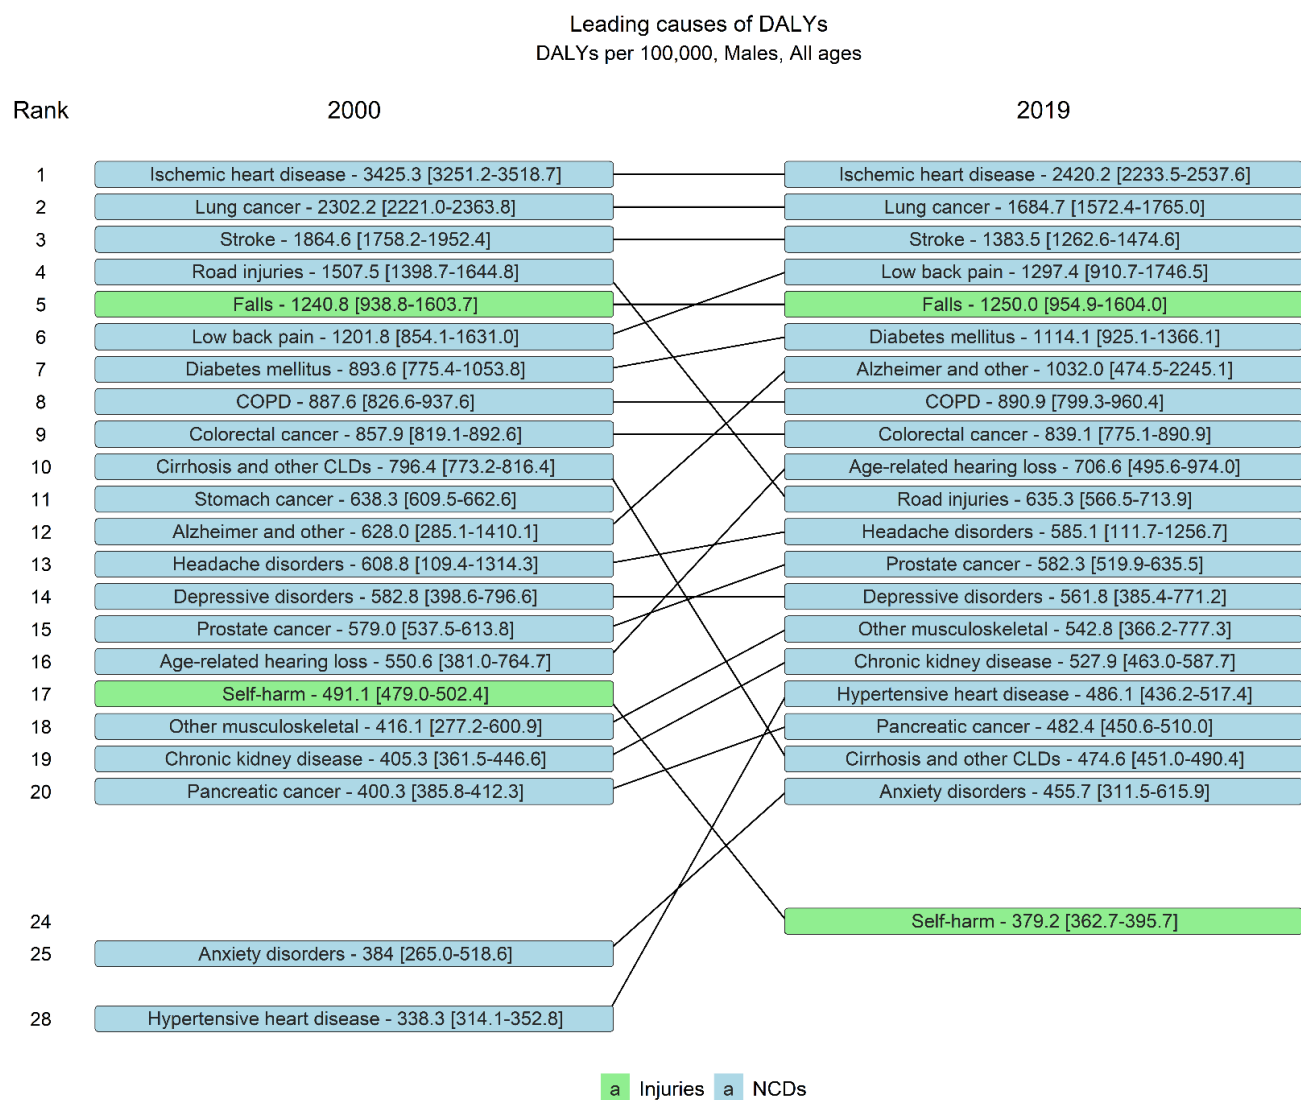 Leading causes of DALYs
DALYs per 100,000, Males, All ages
Rank 2000 2019
1 Ischemic heart disease - 3425.3 [3251.2-3518.7] Ischemic heart disease - 2420.2 [2233.5-2537.6]
2 Lung cancer - 2302.2 [2221.0-2363.8] Lung cancer - 1684.7 [1572.4-1765.0]
3 Stroke - 1864.6 [1758.2-1952.4] Stroke - 1383.5 [1262.6-1474.6]
4 Road injuries - 1507.5 [1398.7-1644.8] Low back pain - 1297.4 [910.7-1746.5]
5 Falls - 1240.8 [938.8-1603.7] Falls - 1250.0 [954.9-1604.0]
6 Low back pain - 1201.8 [854.1-1631.0] Diabetes mellitus - 1114.1 [925.1-1366.1]
7 Diabetes mellitus - 893.6 [775.4-1053.8] Alzheimer and other - 1032.0 [474.5-2245.1]
8 COPD - 887.6 [826.6-937.6] COPD - 890.9 [799.3-960.4]
9 Colorectal cancer - 857.9 [819.1-892.6] Colorectal cancer - 839.1 [775.1-890.9]
10 Cirrhosis and other CLDs - 796.4 [773.2-816.4] Age-related hearing loss - 706.6 [495.6-974.0]
11 Stomach cancer - 638.3 [609.5-662.6] Road injuries - 635.3 [566.5-713.9]
12 Alzheimer and other - 628.0 [285.1-1410.1] Headache disorders - 585.1 [111.7-1256.7]
13 Headache disorders - 608.8 [109.4-1314.3] Prostate cancer - 582.3 [519.9-635.5]
14 Depressive disorders - 582.8 [398.6-796.6] Depressive disorders - 561.8 [385.4-771.2]
15 Prostate cancer - 579.0 [537.5-613.8] Other musculoskeletal - 542.8 [366.2-777.3]
16 Age-related hearing loss - 550.6 [381.0-764.7] Chronic kidney disease - 527.9 [463.0-587.7]
17 Self-harm - 491.1 [479.0-502.4] Hypertensive heart disease - 486.1 [436.2-517.4]
18 Other musculoskeletal - 416.1 [277.2-600.9] Pancreatic cancer - 482.4 [450.6-510.0]
19 Chronic kidney disease - 405.3 [361.5-446.6] Cirrhosis and other CLDs - 474.6 [451.0-490.4]
20 Pancreatic cancer - 400.3 [385.8-412.3] Anxiety disorders - 455.7 [311.5-615.9]
24 Self-harm - 379.2 [362.7-395.7]
25 Anxiety disorders - 384 [265.0-518.6]
28 Hypertensive heart disease - 338.3 [314.1-352.8]
a Injuries a NCDs